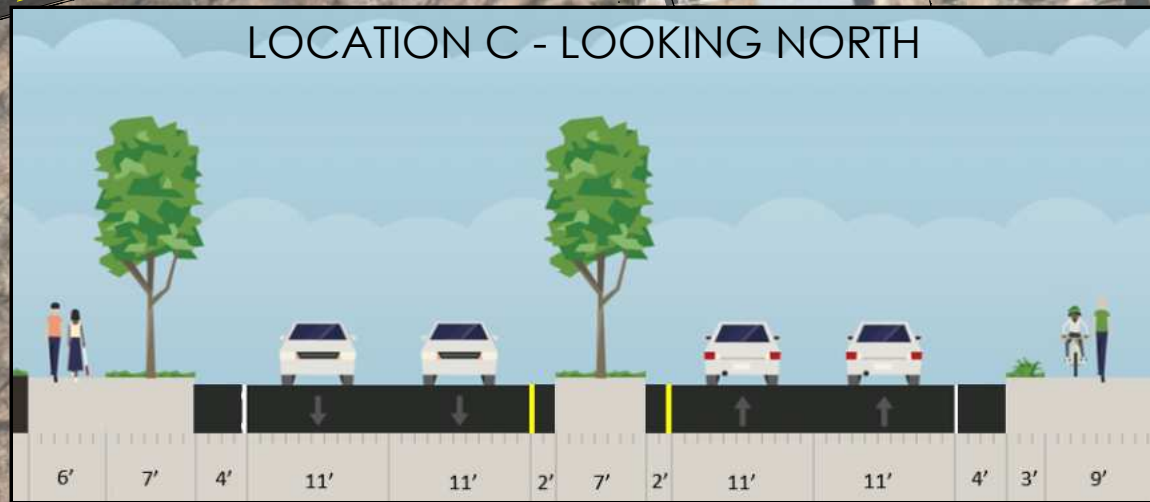 LOCATION C - LOOKING NORTH
6' 7' 4' 11' 11' 2' 7' 2' 11' 11' 4' 3' 9'